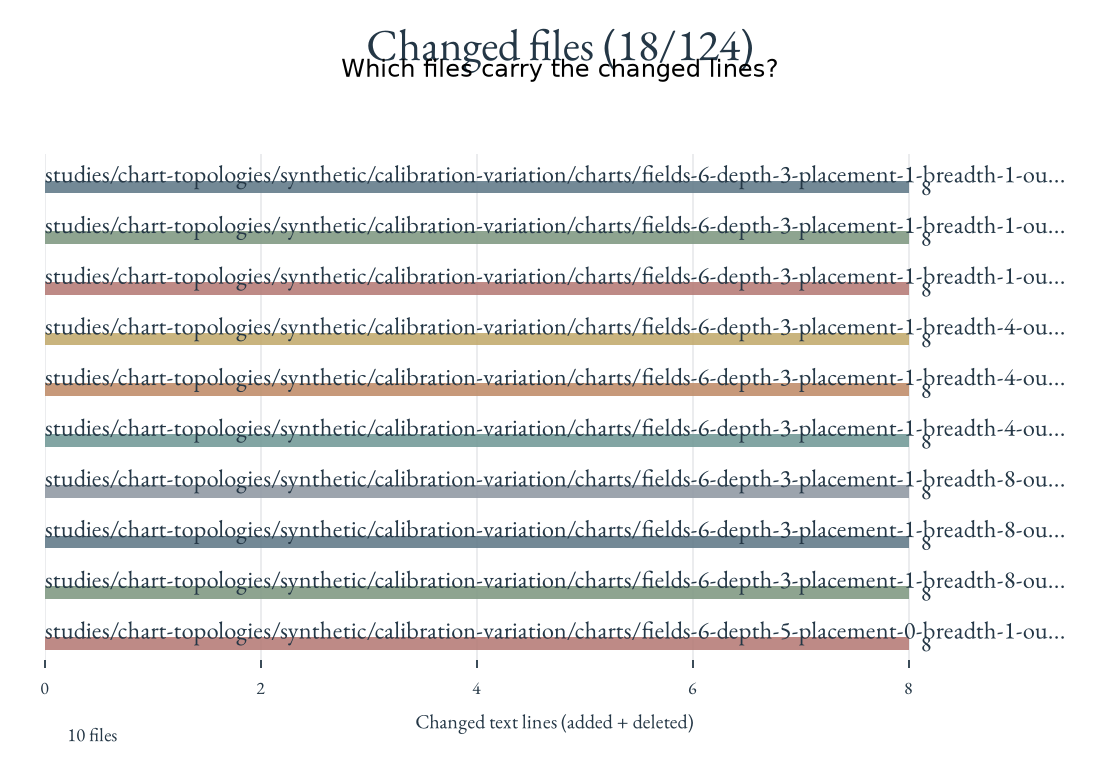 Changed files (18/124)
Which files carry the changed lines?
studies/chart-topologies/synthetic/calibration-variation/charts/fields-6-depth-3-placement-1-breadth-1-ou...
8
studies/chart-topologies/synthetic/calibration-variation/charts/fields-6-depth-3-placement-1-breadth-1-ou...
8
studies/chart-topologies/synthetic/calibration-variation/charts/fields-6-depth-3-placement-1-breadth-1-ou...
8
studies/chart-topologies/synthetic/calibration-variation/charts/fields-6-depth-3-placement-1-breadth-4-ou...
8
studies/chart-topologies/synthetic/calibration-variation/charts/fields-6-depth-3-placement-1-breadth-4-ou...
8
studies/chart-topologies/synthetic/calibration-variation/charts/fields-6-depth-3-placement-1-breadth-4-ou...
8
studies/chart-topologies/synthetic/calibration-variation/charts/fields-6-depth-3-placement-1-breadth-8-ou...
8
studies/chart-topologies/synthetic/calibration-variation/charts/fields-6-depth-3-placement-1-breadth-8-ou...
8
studies/chart-topologies/synthetic/calibration-variation/charts/fields-6-depth-3-placement-1-breadth-8-ou...
8
studies/chart-topologies/synthetic/calibration-variation/charts/fields-6-depth-5-placement-0-breadth-1-ou...
8
0 2 4 6 8
Changed text lines (added + deleted)
10 files